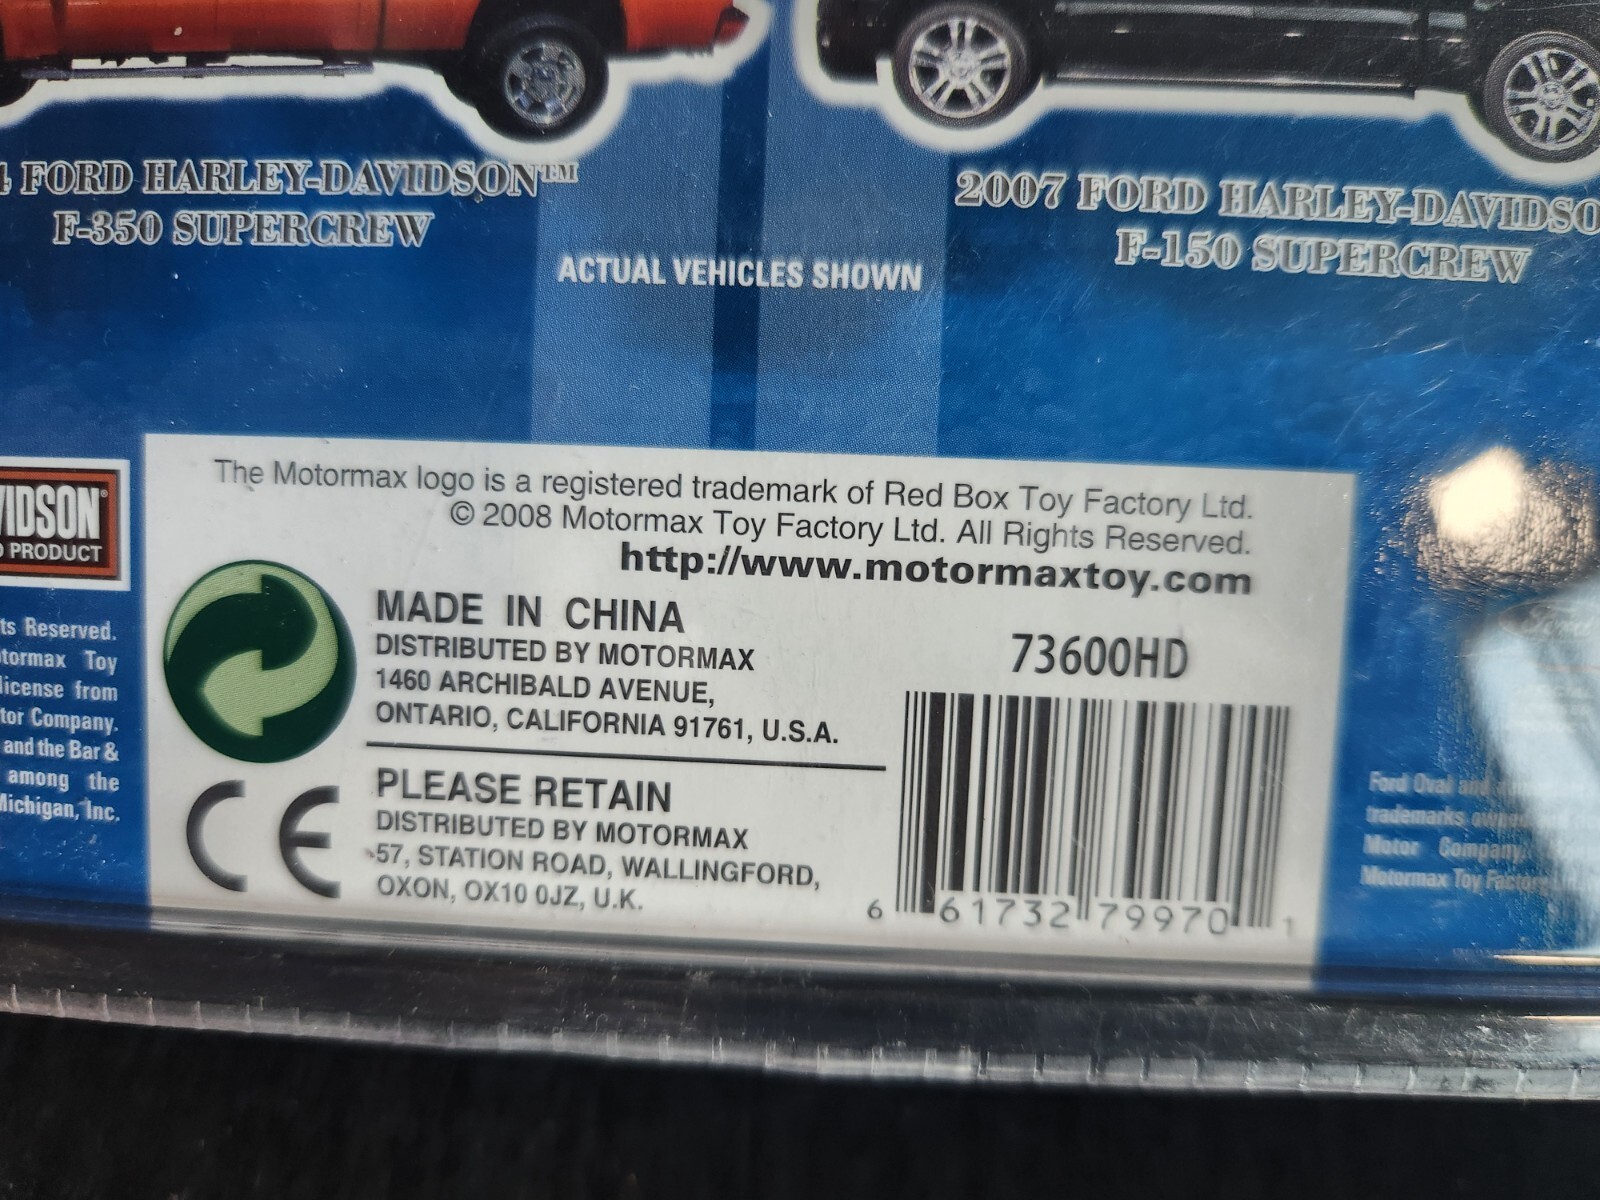 FORD HARLEY-DAVIDSON™
F-350 SUPERCREW
2007 FORD HARLEY-DAVIDSO
F-150 SUPERCREW
ACTUAL VEHICLES SHOWN
VIDSON®
PRODUCT
ts Reserved.
tormax Toy
license from
tor Company.
and the Bar &
among the
Michigan, Inc.
The Motormax logo is a registered trademark of Red Box Toy Factory Ltd.
© 2008 Motormax Toy Factory Ltd. All Rights Reserved.
http://www.motormaxtoy.com
MADE IN CHINA
DISTRIBUTED BY MOTORMAX
1460 ARCHIBALD AVENUE,
ONTARIO, CALIFORNIA 91761, U.S.A.
PLEASE RETAIN
DISTRIBUTED BY MOTORMAX
57, STATION ROAD, WALLINGFORD,
OXON, OX10 0JZ, U.K.
CE
73600HD
6 61732 79970 1
Ford Oval and
trademarks owned
Motor Company.
Motormax Toy Factory